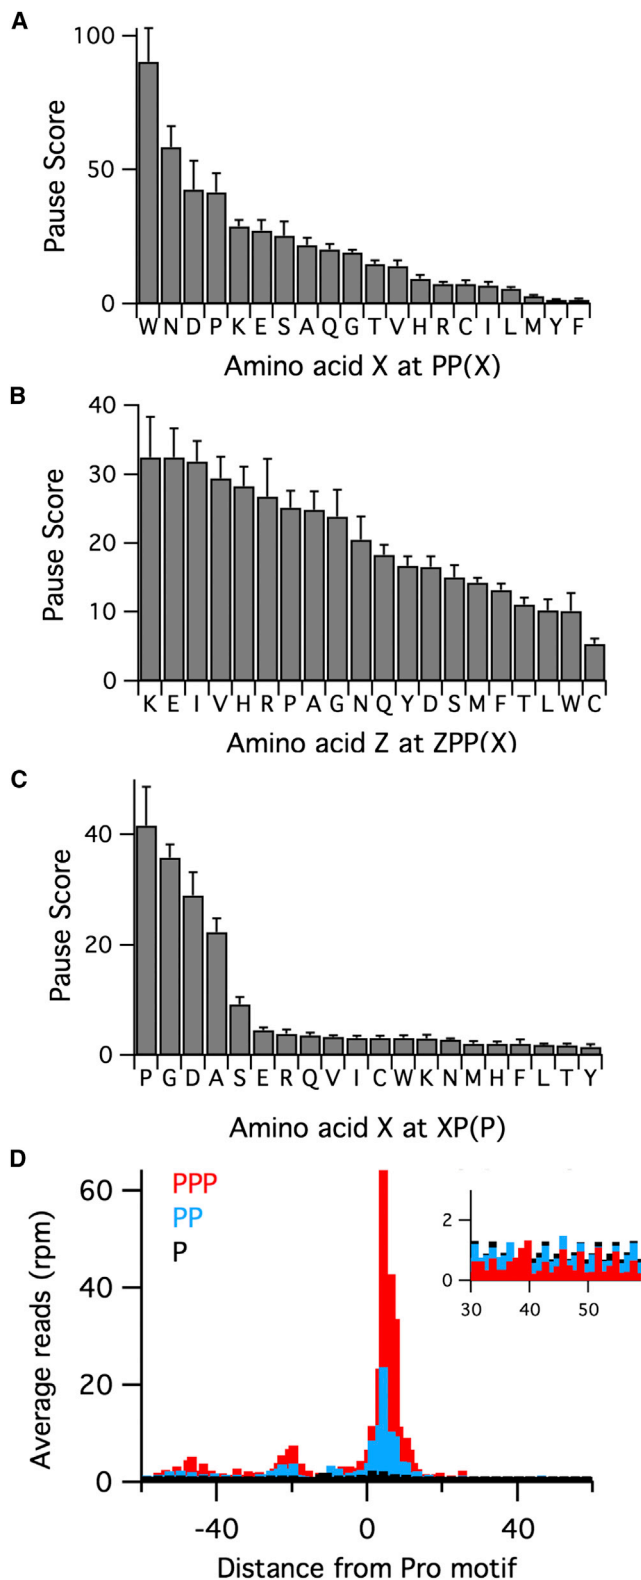 A
100
50
0
Pause Score
W N D P K E S A Q G T V H R C I L M Y F
Amino acid X at PP(X)
B
40
30
20
10
0
Pause Score
K E I V H R P A G N Q Y D S M F T L W C
Amino acid Z at ZPP(X)
C
40
20
0
Pause Score
P G D A S E R Q V I C W K N M H F L T Y
Amino acid X at XP(P)
D
60
40
20
0
Average reads (rpm)
PPP
PP
P
2
0
30 40 50
-40 0 40
Distance from Pro motif